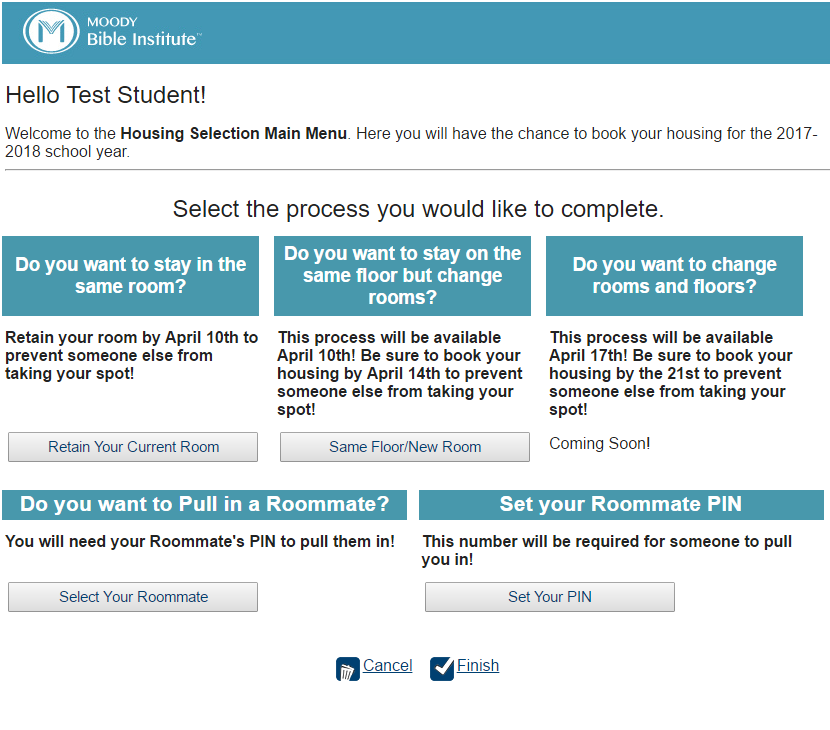 MOODY
Bible Institute™
Hello Test Student!
Welcome to the Housing Selection Main Menu. Here you will have the chance to book your housing for the 2017-
2018 school year.
Select the process you would like to complete.
Do you want to stay in the
same room?
Retain your room by April 10th to
prevent someone else from
taking your spot!
Retain Your Current Room
Do you want to stay on the
same floor but change
rooms?
This process will be available
April 10th! Be sure to book your
housing by April 14th to prevent
someone else from taking your
spot!
Same Floor/New Room
Do you want to change
rooms and floors?
This process will be available
April 17th! Be sure to book your
housing by the 21st to prevent
someone else from taking your
spot!
Coming Soon!
Do you want to Pull in a Roommate?
You will need your Roommate's PIN to pull them in!
Select Your Roommate
Set your Roommate PIN
This number will be required for someone to pull
you in!
Set Your PIN
Cancel
Finish